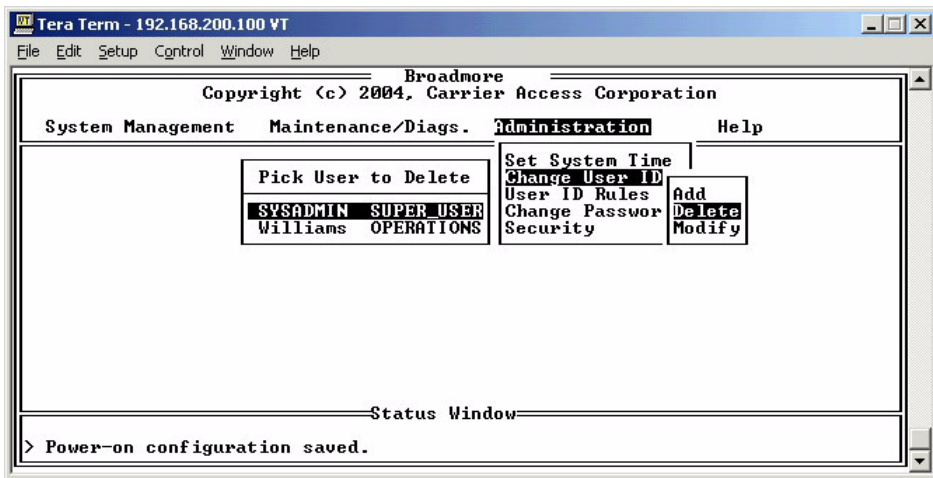 Tera Term - 192.168.200.100 VT
File Edit Setup Control Window Help
Broadmore
Copyright (c) 2004, Carrier Access Corporation
System Management Maintenance/Diags. Administration Help
Pick User to Delete
SYSADMIN SUPER_USER
Williams OPERATIONS
Set System Time
Change User ID
User ID Rules
Change Passwor
Security
Add
Delete
Modify
Status Window
> Power-on configuration saved.